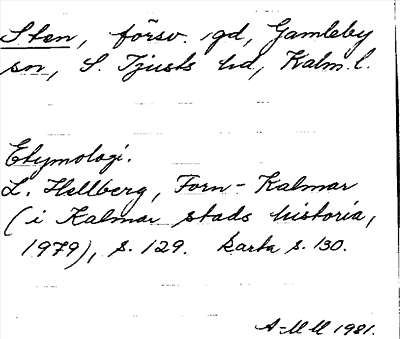 Sten, försv. gd, Gamleby
sn, S. Tjusts hd, Kalm. l.
Etymologi.
L. Hellberg, Forn-Kalmar
(i Kalmar stads historia,
1979), s. 129. karta s. 130.
A-MM 1981.